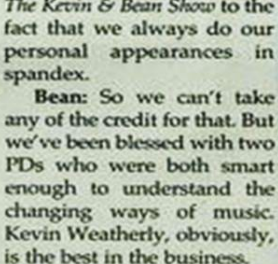 The Kevin & Bean Show to the
fact that we always do our
personal appearances in
spandex.
Bean: So we can't take
any of the credit for that. But
we've been blessed with two
PDs who were both smart
enough to understand the
changing ways of music.
Kevin Weatherly, obviously,
is the best in the business.